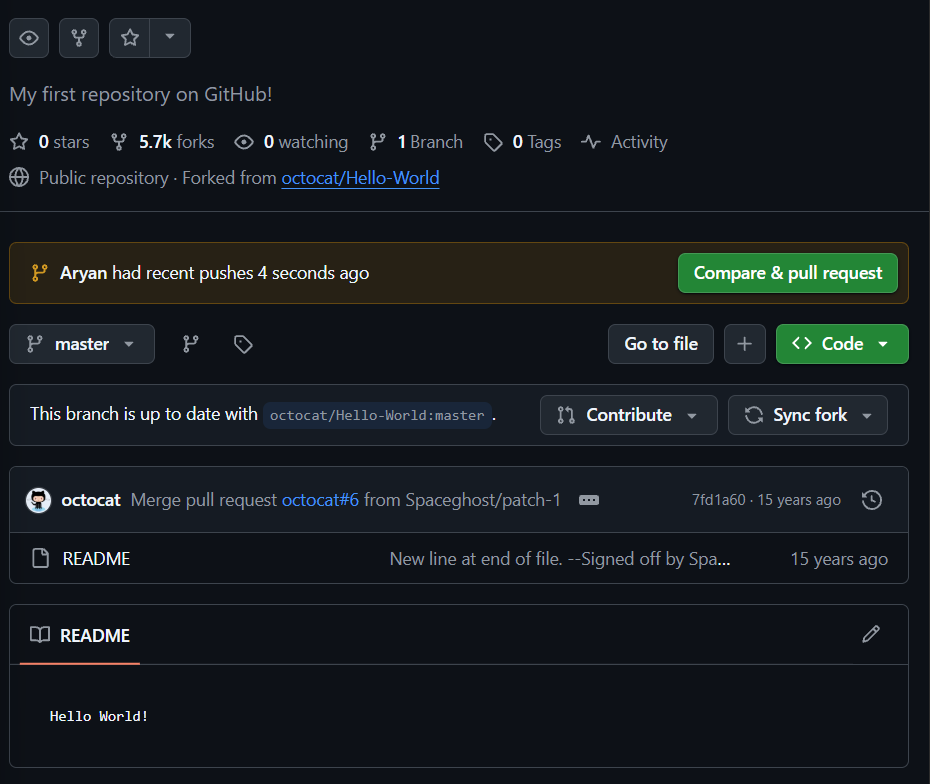 My first repository on GitHub!
0 stars 5.7k forks 0 watching 1 Branch 0 Tags Activity
Public repository · Forked from octocat/Hello-World
Aryan had recent pushes 4 seconds ago Compare & pull request
master Go to file Code
This branch is up to date with octocat/Hello-World:master . Contribute Sync fork
octocat Merge pull request octocat#6 from Spaceghost/patch-1 7fd1a60 · 15 years ago
README New line at end of file. --Signed off by Spa... 15 years ago
README
Hello World!